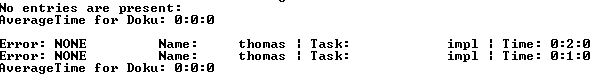 No entries are present:
AverageTime for Doku: 0:0:0
Error: NONE Name: thomas ¦ Task: impl ¦ Time: 0:2:0
Error: NONE Name: thomas ¦ Task: impl ¦ Time: 0:1:0
AverageTime for Doku: 0:0:0